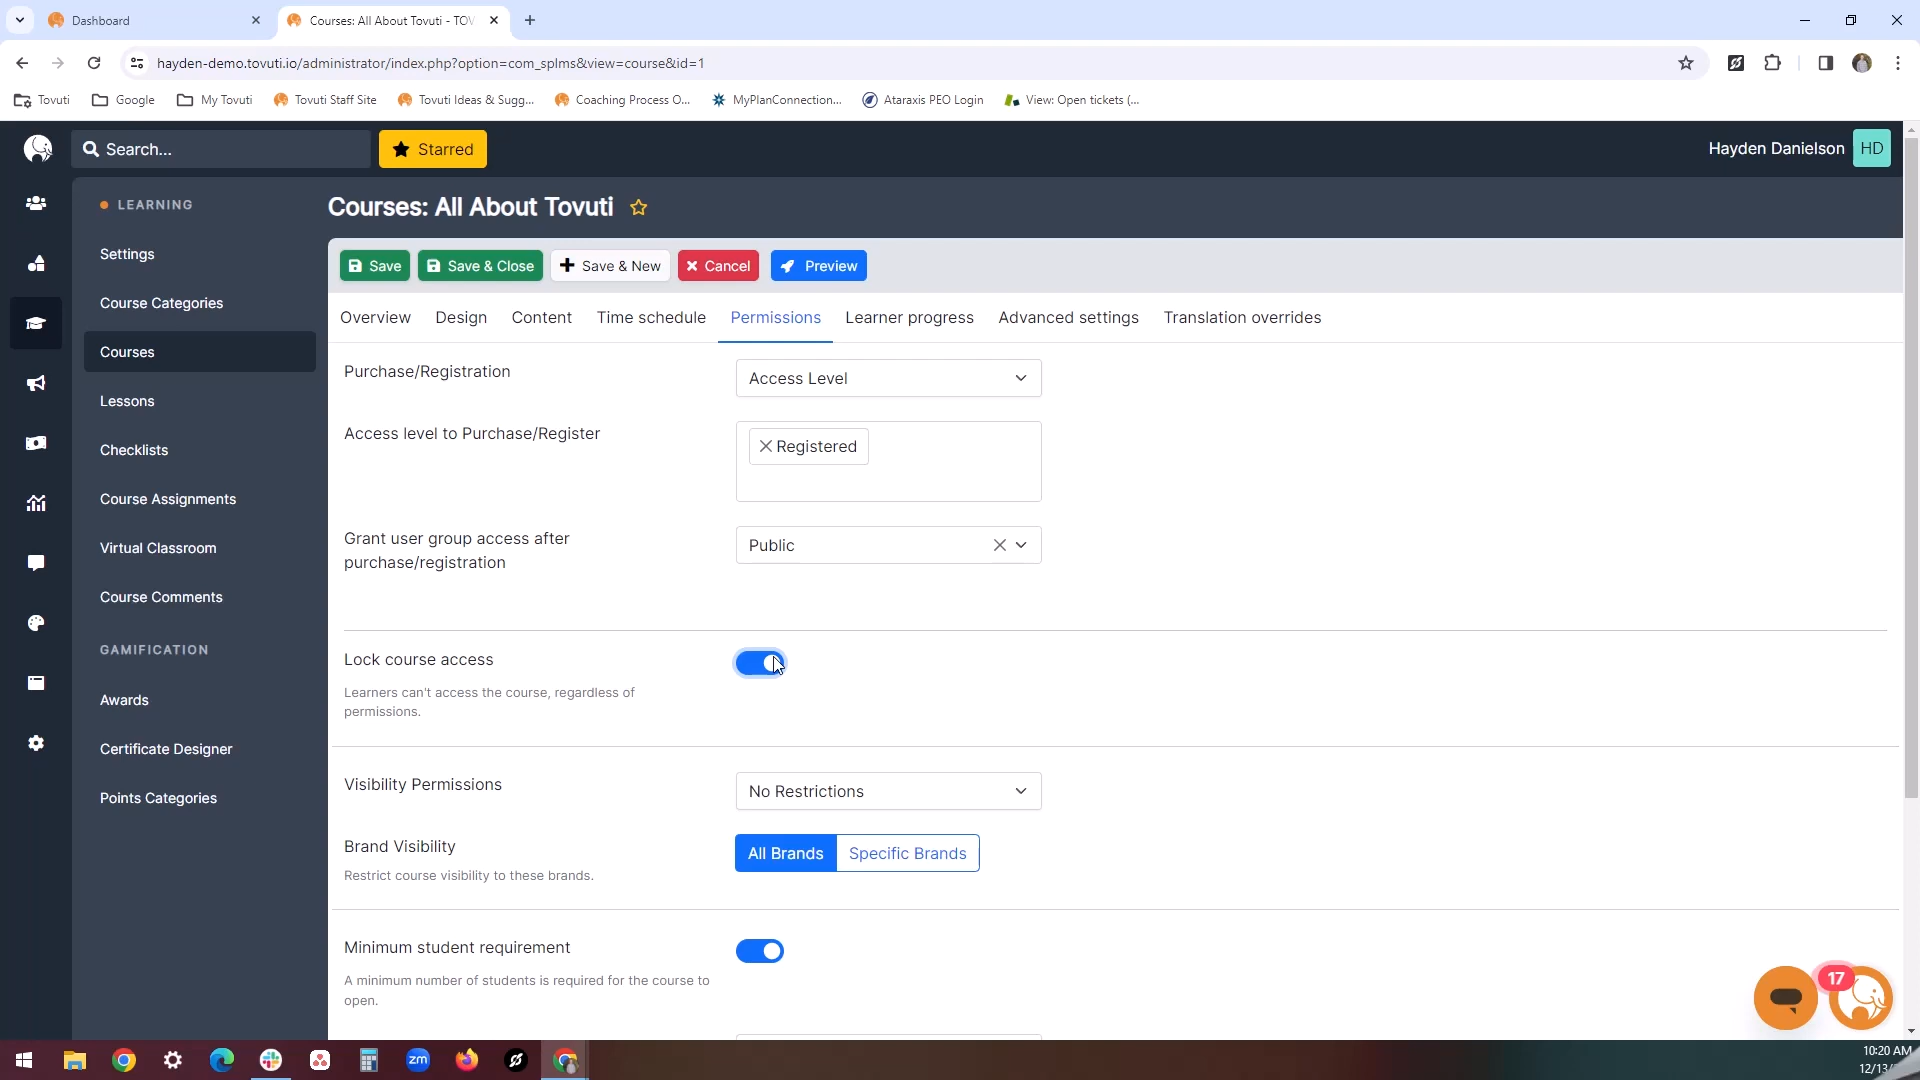 Dashboard
Courses: All About Tovuti - TOV
hayden-demo.tovuti.io/administrator/index.php?option=com_splms&view=course&id=1
Tovuti
Google
My Tovuti
Tovuti Staff Site
Tovuti Ideas & Sugg...
Coaching Process O...
MyPlanConnection...
Ataraxis PEO Login
View: Open tickets (...
Search...
Starred
Hayden Danielson
HD
LEARNING
Settings
Course Categories
Courses
Lessons
Checklists
Course Assignments
Virtual Classroom
Course Comments
GAMIFICATION
Awards
Certificate Designer
Points Categories
Courses: All About Tovuti
Save
Save & Close
Save & New
Cancel
Preview
Overview
Design
Content
Time schedule
Permissions
Learner progress
Advanced settings
Translation overrides
Purchase/Registration
Access Level
Access level to Purchase/Register
Registered
Grant user group access after
purchase/registration
Public
Lock course access
Learners can't access the course, regardless of
permissions.
Visibility Permissions
No Restrictions
Brand Visibility
Restrict course visibility to these brands.
All Brands
Specific Brands
Minimum student requirement
A minimum number of students is required for the course to
open.
17
zm
10:20 AM
12/13/